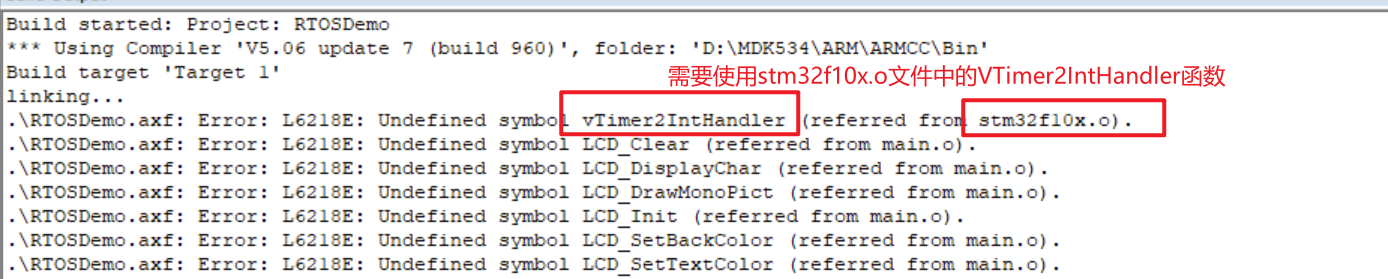 Build started: Project: RTOSDemo
*** Using Compiler 'V5.06 update 7 (build 960)', folder: 'D:\MDK534\ARM\ARMCC\Bin'
Build target 'Target 1'
需要使用stm32f10x.o文件中的VTimer2IntHandler函数
linking...
.\RTOSDemo.axf: Error: L6218E: Undefined symbol vTimer2IntHandler (referred from stm32f10x.o).
.\RTOSDemo.axf: Error: L6218E: Undefined symbol LCD_Clear (referred from main.o).
.\RTOSDemo.axf: Error: L6218E: Undefined symbol LCD_DisplayChar (referred from main.o).
.\RTOSDemo.axf: Error: L6218E: Undefined symbol LCD_DrawMonoPict (referred from main.o).
.\RTOSDemo.axf: Error: L6218E: Undefined symbol LCD_Init (referred from main.o).
.\RTOSDemo.axf: Error: L6218E: Undefined symbol LCD_SetBackColor (referred from main.o).
.\RTOSDemo.axf: Error: L6218E: Undefined symbol LCD_SetTextColor (referred from main.o).